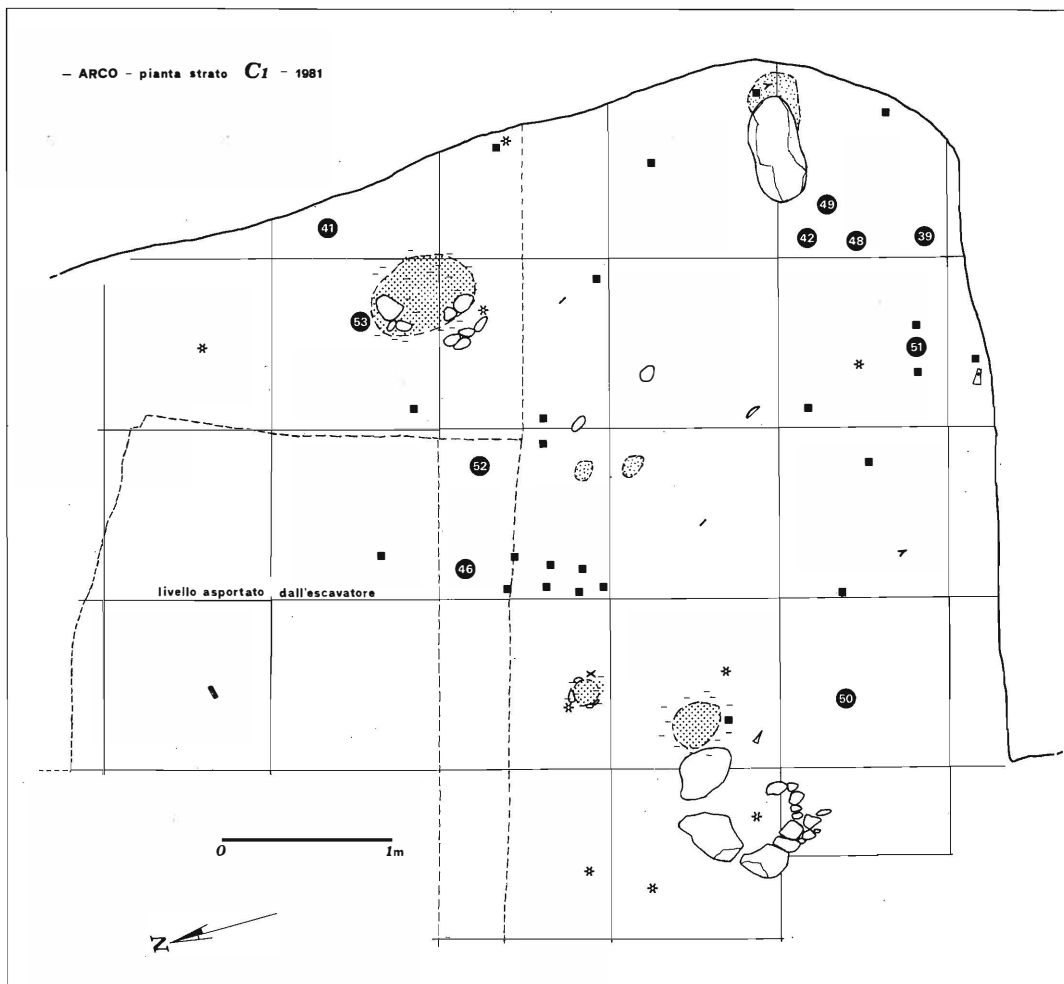 – ARCO – pianta strato C1 – 1981
49
41
42
48
39
53
51
52
46
livello asportato dall'escavatore
50
0 1m
N